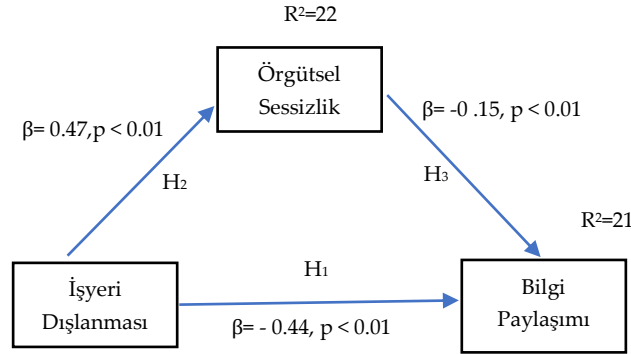 R²=22
Örgütsel
Sessizlik
β= 0.47,p < 0.01
β= -0 .15, p < 0.01
H₂
H₃
R²=21
H₁
İşyeri
Dışlanması
Bilgi
Paylaşımı
β= - 0.44, p < 0.01